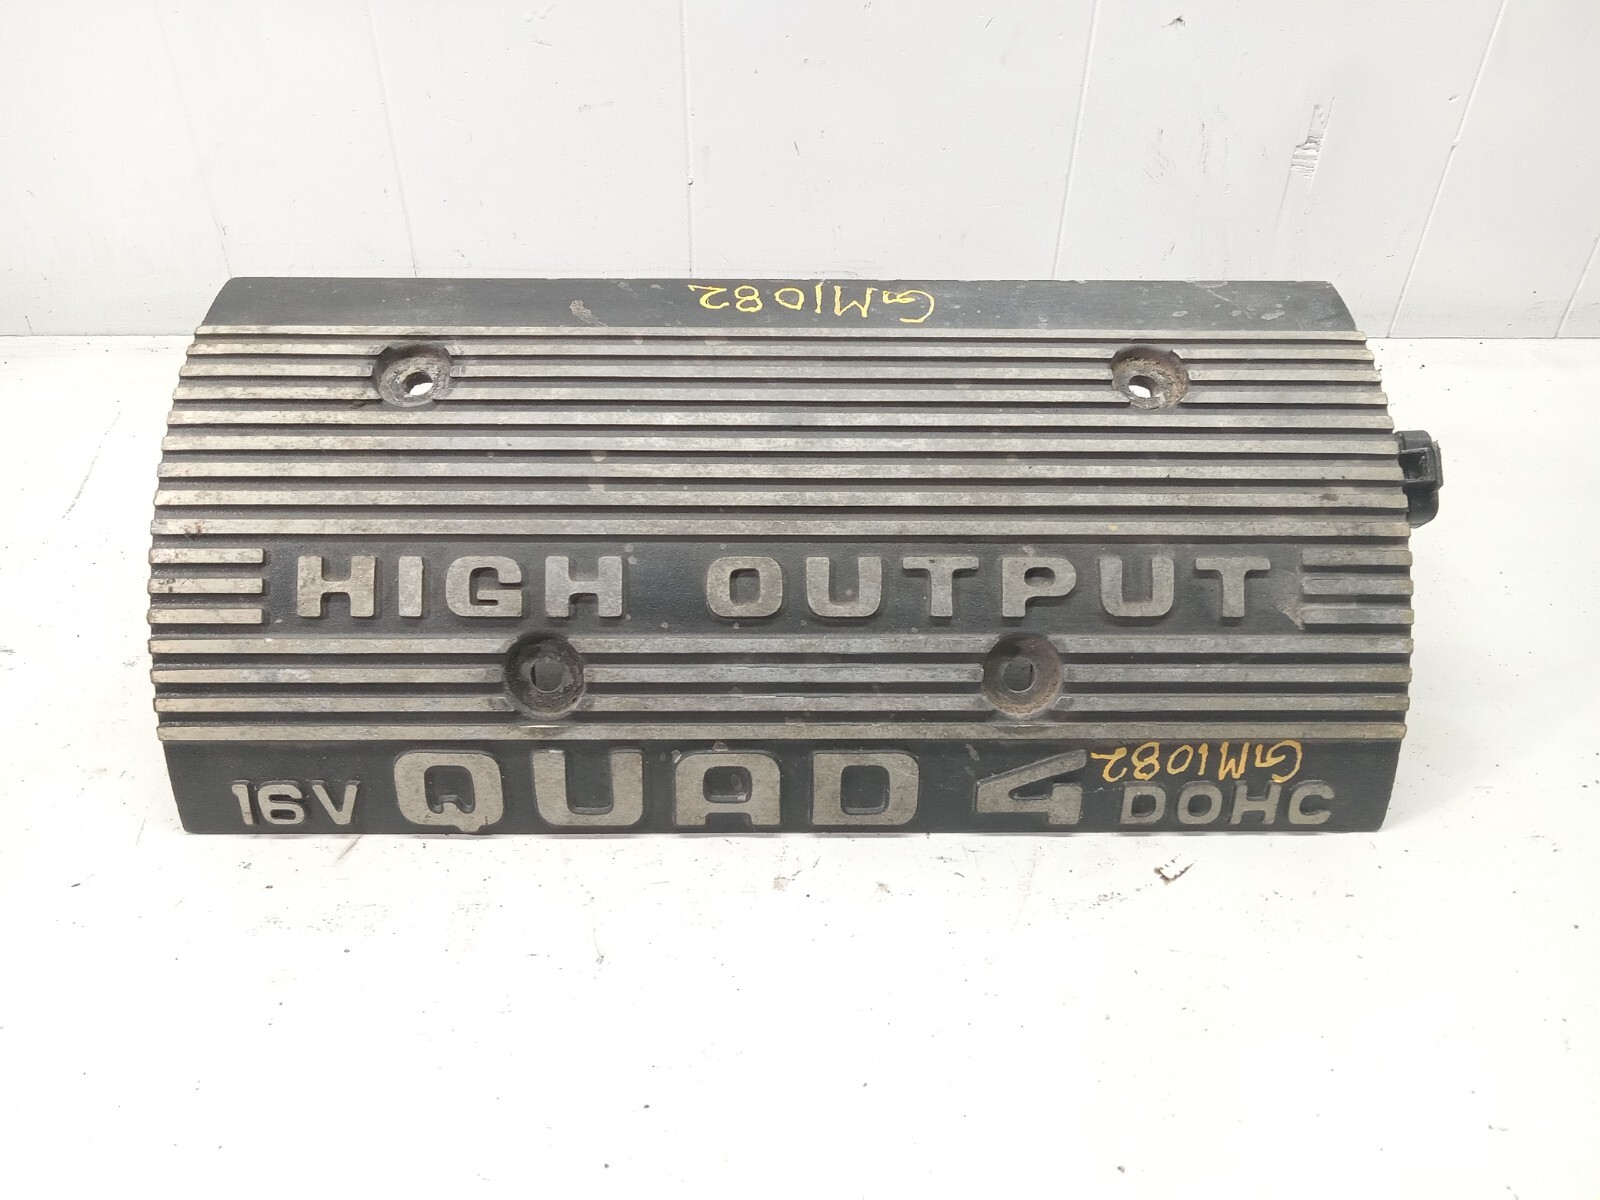 GM1082
HIGH OUTPUT
GM1082
16V QUAD 4 DOHC